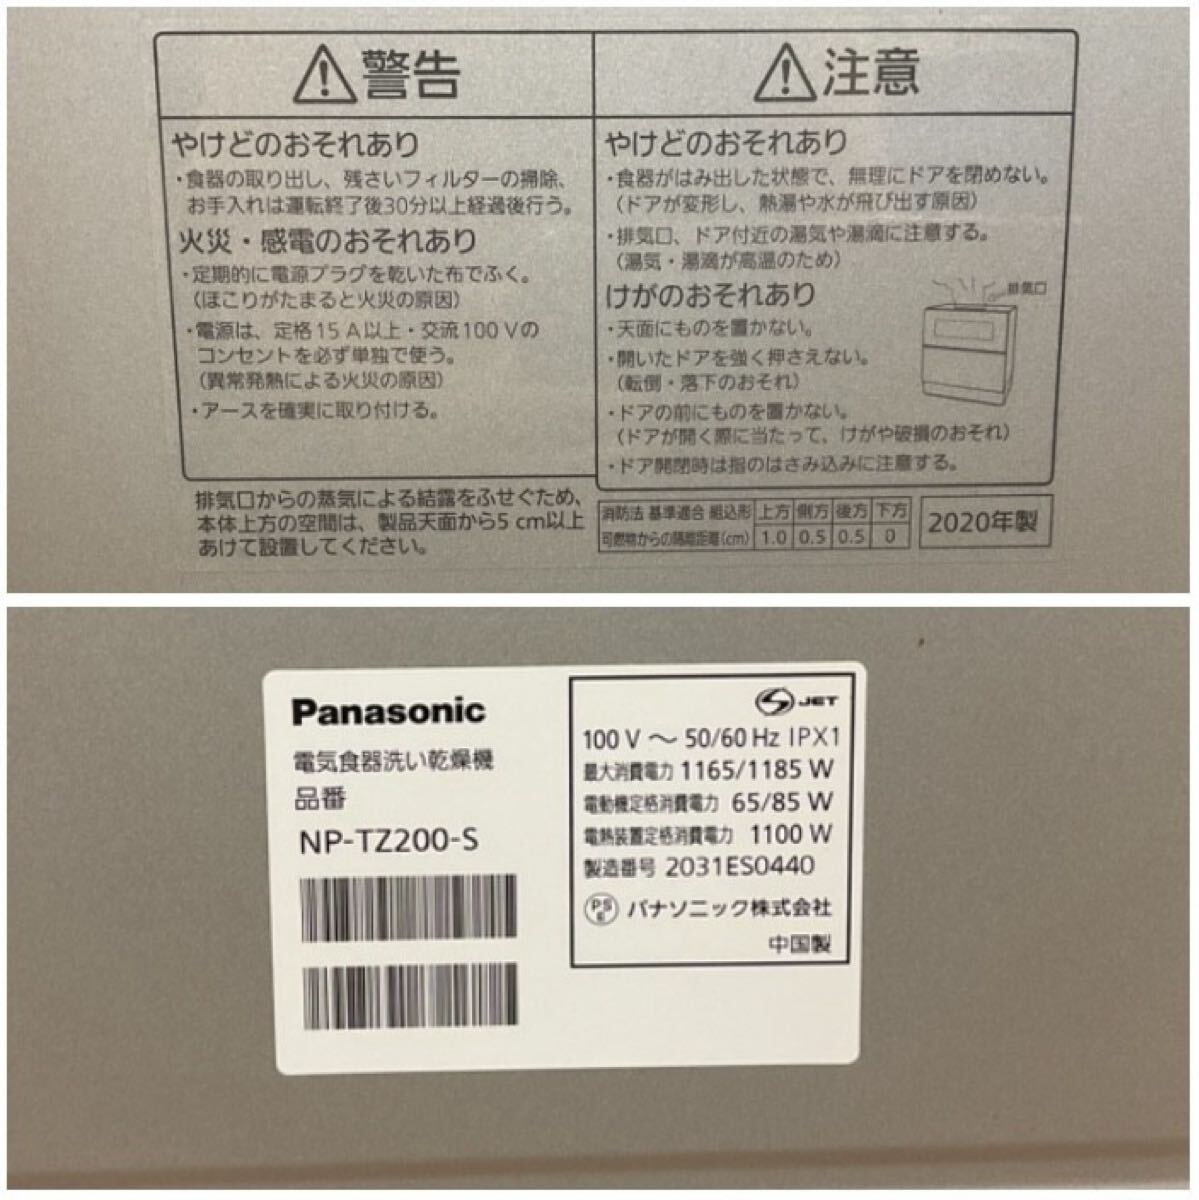 警告
やけどのおそれあり
・食器の取り出し、残さいフィルターの掃除、
お手入れは運転終了後30分以上経過後行う。
火災・感電のおそれあり
・定期的に電源プラグを乾いた布でふく。
（ほこりがたまると火災の原因）
・電源は、定格15A以上・交流100Vの
コンセントを必ず単独で使う。
（異常発熱による火災の原因）
・アースを確実に取り付ける。
注意
やけどのおそれあり
・食器がはみ出した状態で、無理にドアを閉めない。
（ドアが変形し、熱湯や水が飛び出す原因）
・排気口、ドア付近の湯気や湯滴に注意する。
（湯気・湯滴が高温のため）
けがのおそれあり
排気口
・天面にものを置かない。
・開いたドアを強く押さえない。
（転倒・落下のおそれ）
・ドアの前にものを置かない。
（ドアが開く際に当たって、けがや破損のおそれ）
・ドア開閉時は指のはさみ込みに注意する。
排気口からの蒸気による結露をふせぐため、
本体上方の空間は、製品天面から5cm以上
あけて設置してください。
消防法 基準適合 組込形 上方 側方 後方 下方
可燃物からの隔離距離(cm) 1.0 0.5 0.5 0
2020年製
Panasonic
電気食器洗い乾燥機
品番
NP-TZ200-S
S JET
100 V ～ 50/60 Hz IPX1
最大消費電力 1165/1185 W
電動機定格消費電力 65/85 W
電熱装置定格消費電力 1100 W
製造番号 2031ES0440
PS E パナソニック株式会社
中国製